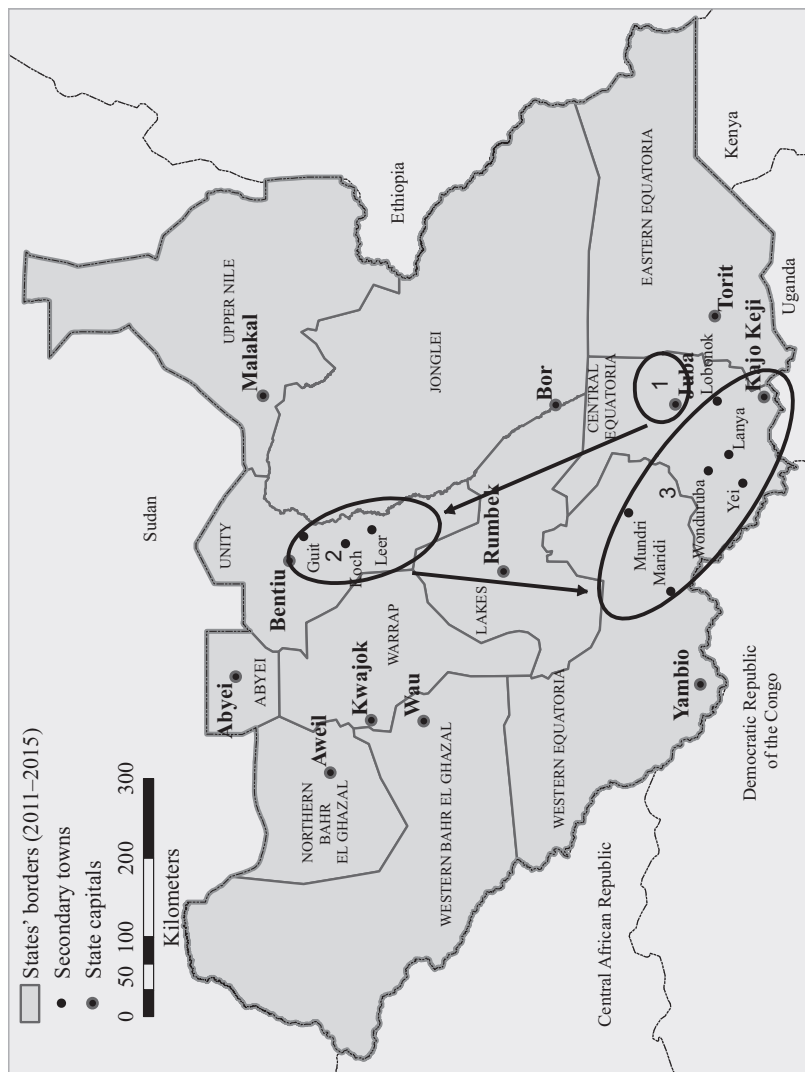 States' borders (2011–2015)
Secondary towns
State capitals
0 50 100 200 300
Kilometers
Sudan
Ethiopia
Kenya
Uganda
Democratic Republic
of the Congo
Central African Republic
UPPER NILE
Malakal
UNITY
Bentiu
Guit
2
Koch
Leer
Abyei
ABYEI
JONGLEI
Bor
WARRAP
Kwajok
Wau
Aweil
NORTHERN
BAHR
EL GHAZAL
WESTERN BAHR EL GHAZAL
LAKES
Rumbek
WESTERN EQUATORIA
Yambio
CENTRAL
EQUATORIA
1
Juba
EASTERN EQUATORIA
Torit
Lobonok
Kajo Keji
Lanya
Wonduruba
Yei
3
Mundri
Maridi